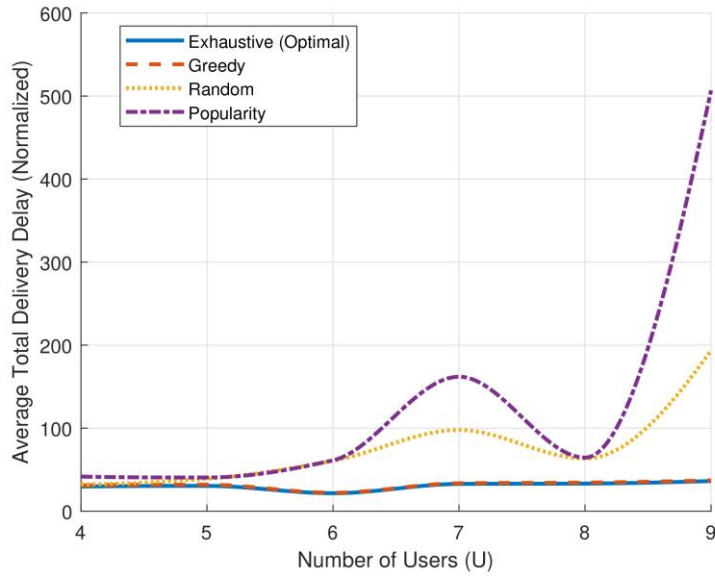 600
500
400
300
200
100
0
Average Total Delivery Delay (Normalized)
Exhaustive (Optimal)
Greedy
Random
Popularity
4 5 6 7 8 9
Number of Users (U)